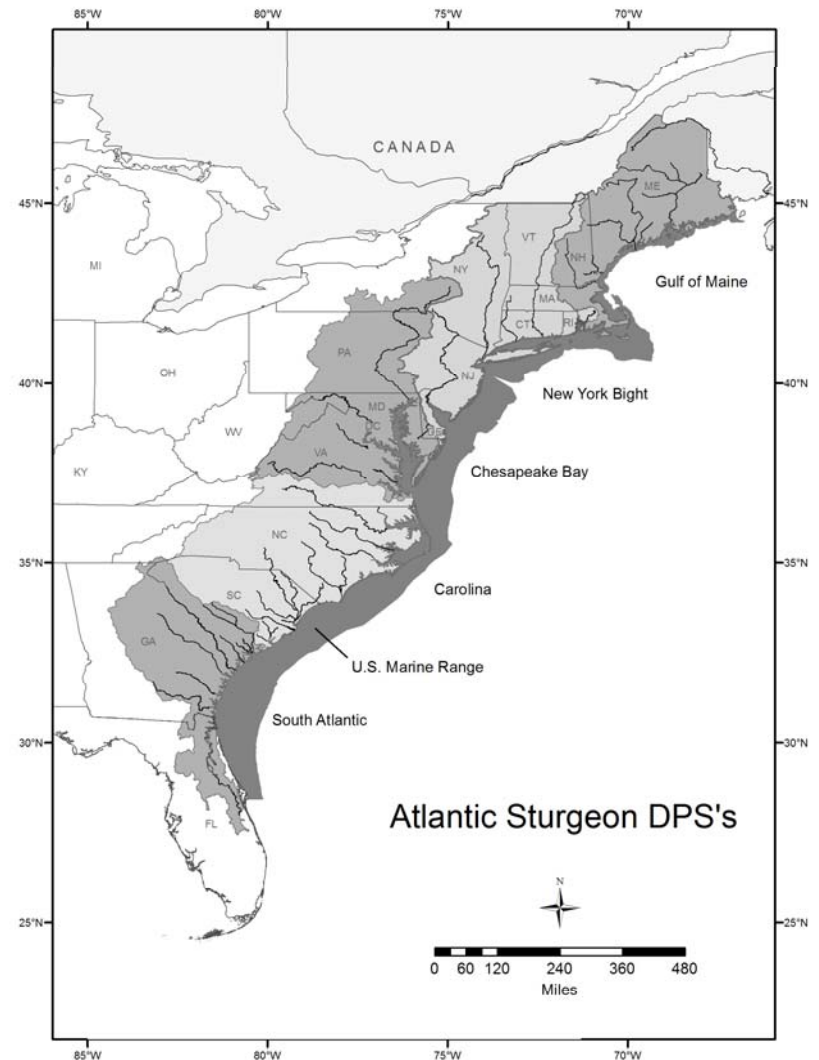 85°W
80°W
75°W
70°W
CANADA
45°N
45°N
ME
VT
NH
MI
NY
Gulf of Maine
MA
CT
RI
PA
OH
NJ
40°N
40°N
New York Bight
MD
DC
DE
WV
VA
KY
Chesapeake Bay
NC
35°N
35°N
SC
Carolina
GA
U.S. Marine Range
South Atlantic
30°N
30°N
FL
Atlantic Sturgeon DPS's
N
25°N
25°N
0 60 120 240 360 480
Miles
85°W
80°W
75°W
70°W